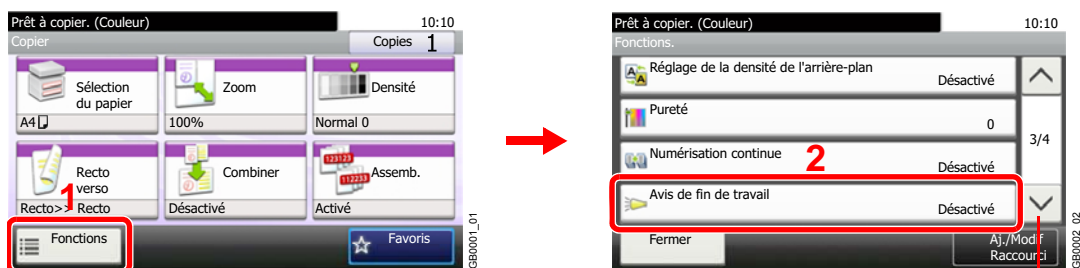 Prêt à copier. (Couleur)
10:10
Copier
Copies 1
Sélection
du papier
A4
Zoom
100%
Densité
Normal 0
Recto
verso
Recto>> Recto
Combiner
Désactivé
Assemb.
123123
112233
Activé
1
Fonctions
Favoris
GB0001_01
Prêt à copier. (Couleur)
10:10
Fonctions.
Réglage de la densité de l'arrière-plan
Désactivé
Pureté
0
3/4
Numérisation continue
2
Désactivé
Avis de fin de travail
Désactivé
Fermer
Aj./Modif
Raccourci
GB0002_02